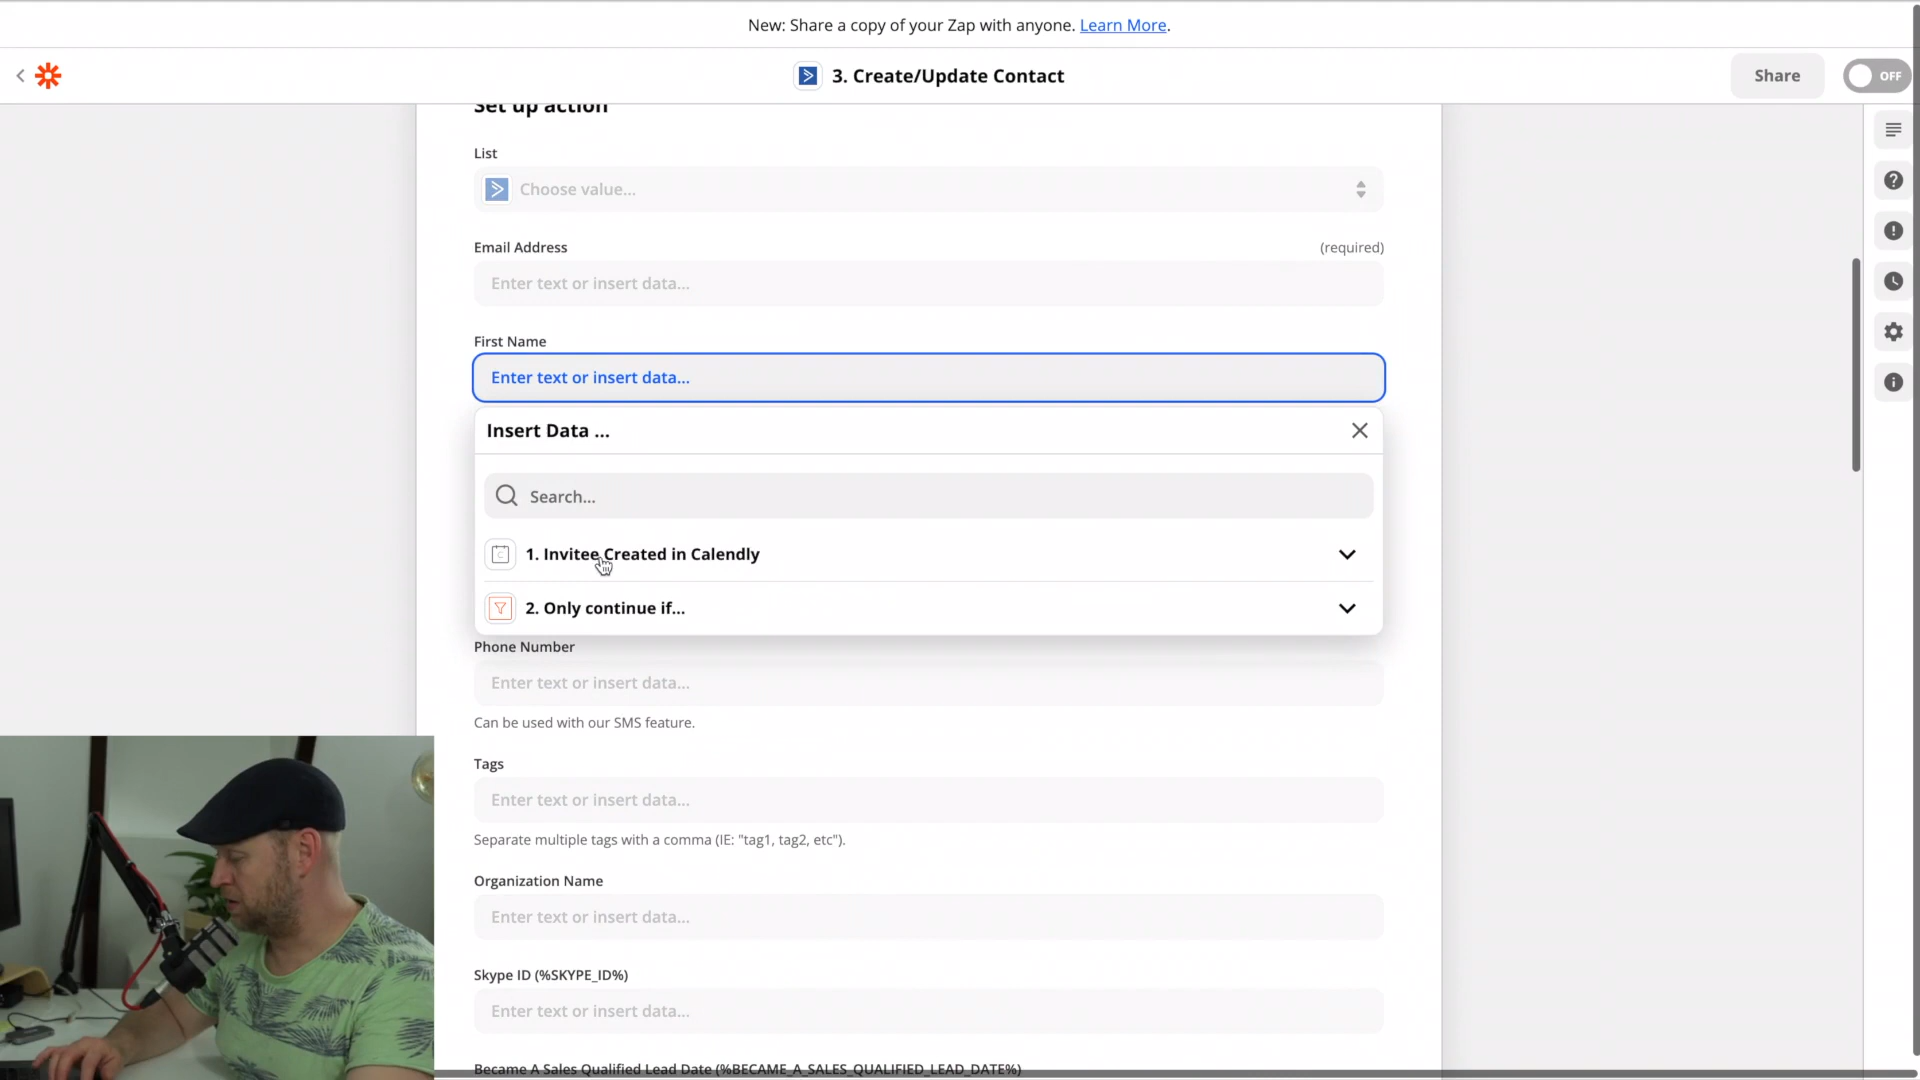 New: Share a copy of your Zap with anyone. Learn More.
3. Create/Update Contact
Share
OFF
Set up action
List
Choose value...
Email Address
(required)
Enter text or insert data...
First Name
Enter text or insert data...
Insert Data ...
Search...
1. Invitee Created in Calendly
2. Only continue if...
Phone Number
Enter text or insert data...
Can be used with our SMS feature.
Tags
Enter text or insert data...
Separate multiple tags with a comma (IE: "tag1, tag2, etc").
Organization Name
Enter text or insert data...
Skype ID (%SKYPE_ID%)
Enter text or insert data...
Became A Sales Qualified Lead Date (%BECAME_A_SALES_QUALIFIED_LEAD_DATE%)